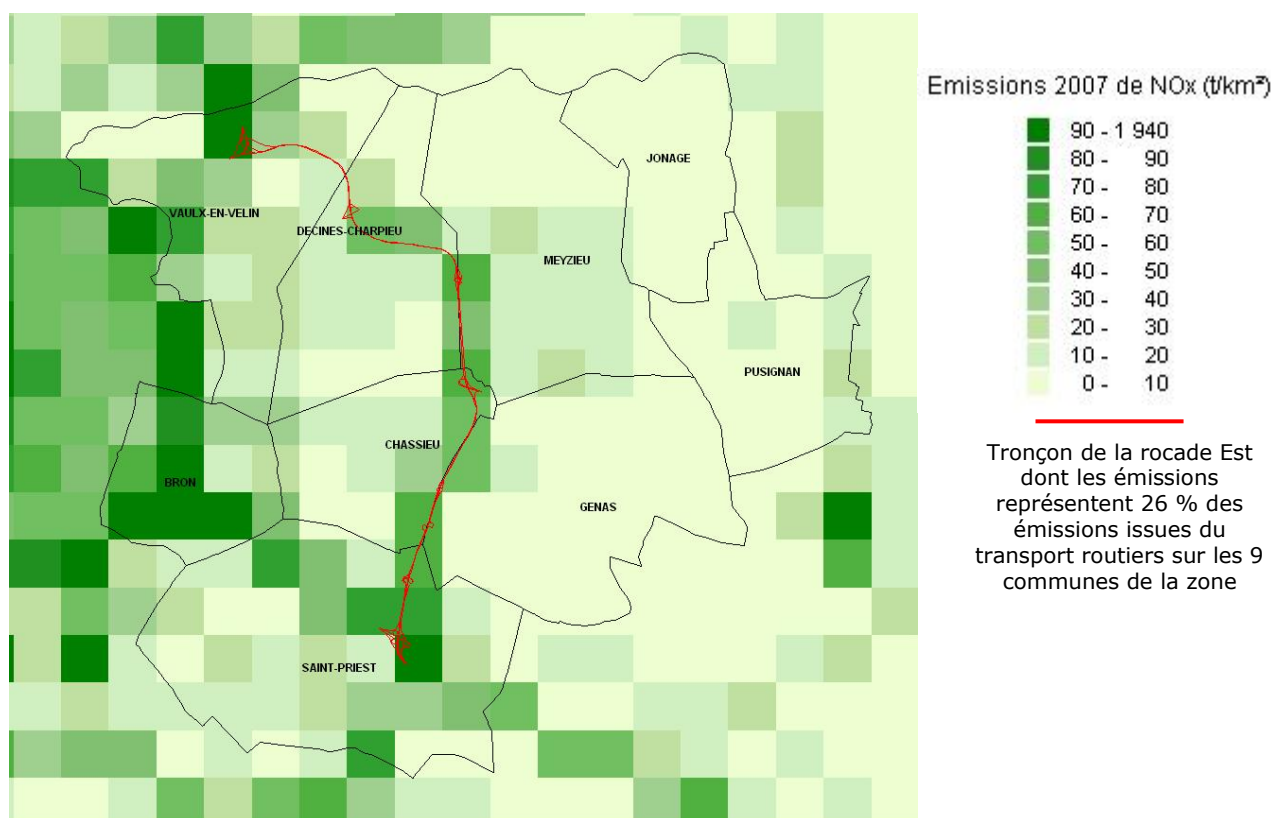 Emissions 2007 de NOx (t/km²)
90 - 1 940
80 - 90
70 - 80
60 - 70
50 - 60
40 - 50
30 - 40
20 - 30
10 - 20
0 - 10
Tronçon de la rocade Est
dont les émissions
représentent 26 % des
émissions issues du
transport routiers sur les 9
communes de la zone
JONAGE
VAULX-EN-VELIN
DECINES-CHARPIEU
MEYZIEU
PUSIGNAN
CHASSIEU
BRON
GENAS
SAINT-PRIEST